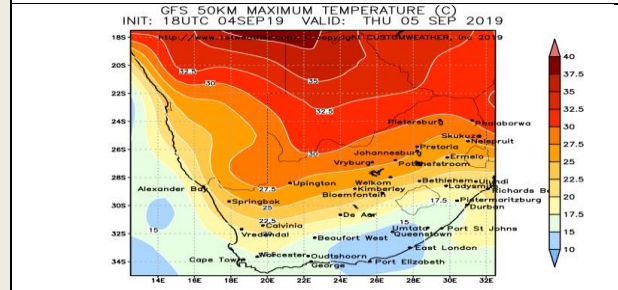 GFS 50KM MAXIMUM TEMPERATURE (C)
INIT: 18UTC 04SEP19 VALID: THU 05 SEP 2019
18S
20S
22S
24S
26S
28S
30S
32S
34S
14E 16E 18E 20E 22E 24E 26E 28E 30E 32E
40
37.5
35
32.5
30
27.5
25
22.5
20
17.5
15
10
32.5
30
35
32.5
30
27.5
25
22.5
17.5
15
15
Pietersburg
Phalaborwa
Skukuza
Nelspruit
Pretoria
Johannesburg
Ermelo
Vryburg
Potchefstroom
Welkom
Bethlehem
Ulundi
Alexander Bay
Upington
Kimberley
Ladysmith
Bloemfontein
Springbok
Pietermaritzburg
Durban
De Aar
Calvinia
Vredendal
Umtata
Port St Johns
Queenstown
Beaufort West
East London
Worcester
Oudtshoorn
Cape Town
George
Port Elizabeth